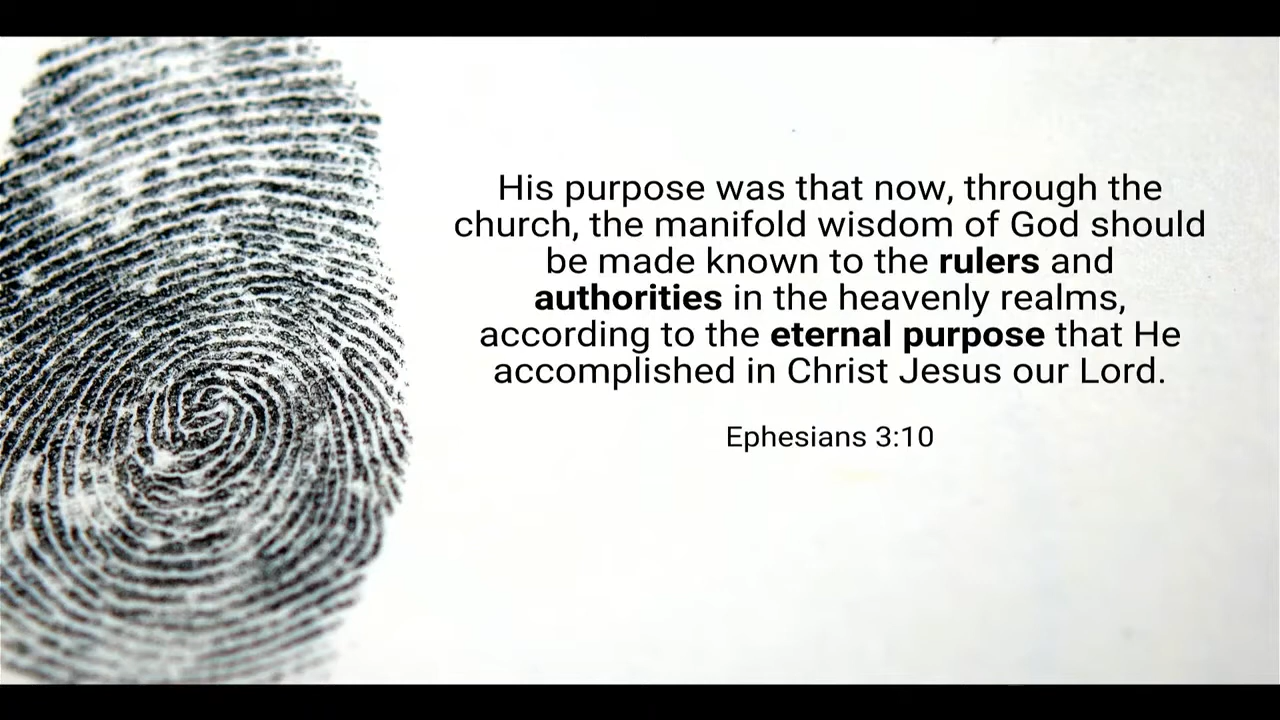 His purpose was that now, through the
church, the manifold wisdom of God should
be made known to the rulers and
authorities in the heavenly realms,
according to the eternal purpose that He
accomplished in Christ Jesus our Lord.
Ephesians 3:10